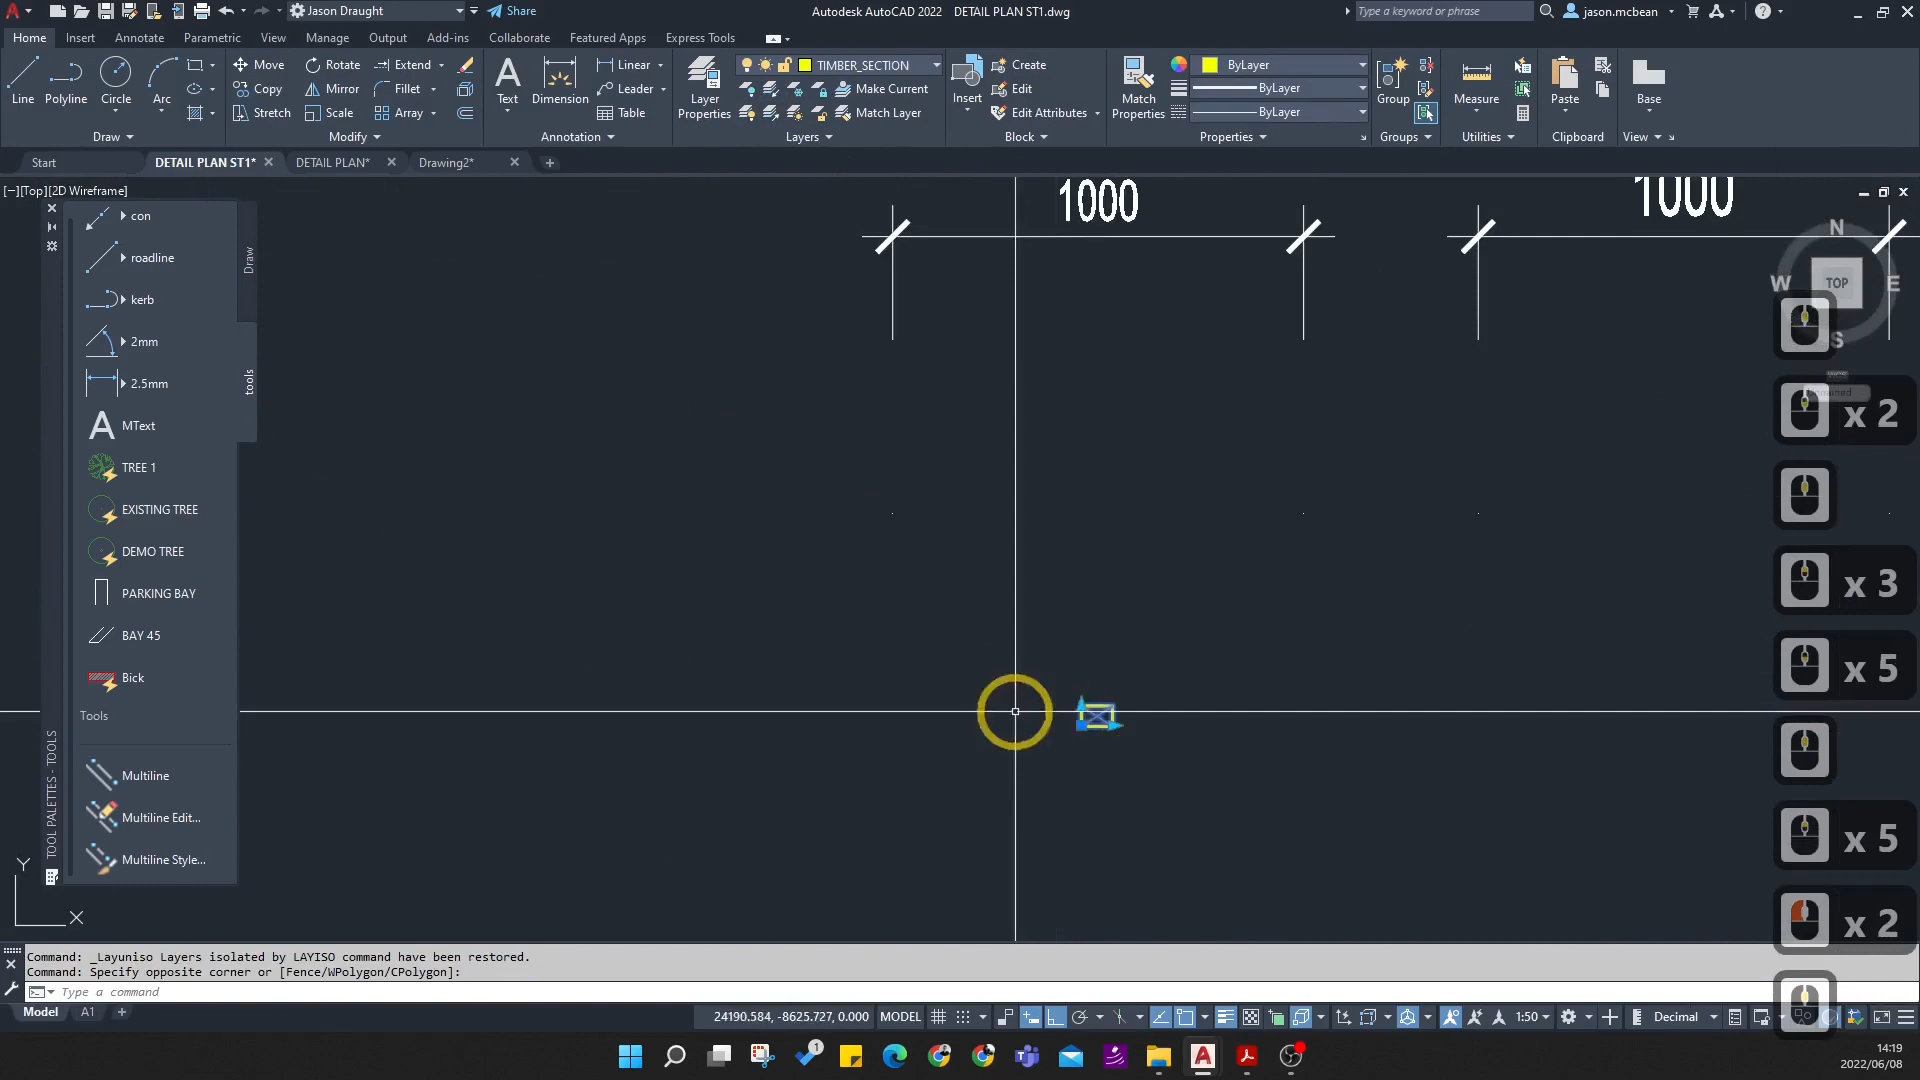 Jason Draught
Share
Autodesk AutoCAD 2022 DETAIL PLAN ST1.dwg
Type a keyword or phrase
jason.mcbean
Home Insert Annotate Parametric View Manage Output Add-ins Collaborate Featured Apps Express Tools
Line Polyline Circle Arc
Move Rotate Extend
Copy Mirror Fillet
Stretch Scale Array
Text Dimension
Linear
Leader
Table
Layer Properties
TIMBER_SECTION
Make Current
Match Layer
Insert
Create
Edit
Edit Attributes
Match Properties
ByLayer
ByLayer
ByLayer
Group Measure Paste Base
Draw Modify Annotation Layers Block Properties Groups Utilities Clipboard View
Start DETAIL PLAN ST1* DETAIL PLAN* Drawing2*
[−][Top][2D Wireframe]
1000
1000
N
W TOP E
S
WCS
Unnamed
con
roadline
kerb
2mm
2.5mm
MText
TREE 1
EXISTING TREE
DEMO TREE
PARKING BAY
BAY 45
Bick
Tools
Multiline
Multiline Edit...
Multiline Style...
Draw
tools
TOOL PALETTES - TOOLS
x 2
x 3
x 5
x 5
x 2
Y
X
Command: _Layuniso Layers isolated by LAYISO command have been restored.
Command: Specify opposite corner or [Fence/WPolygon/CPolygon]:
Type a command
Model A1
24190.584, -8625.727, 0.000 MODEL
1:50
Decimal
1
14:19
2022/06/08